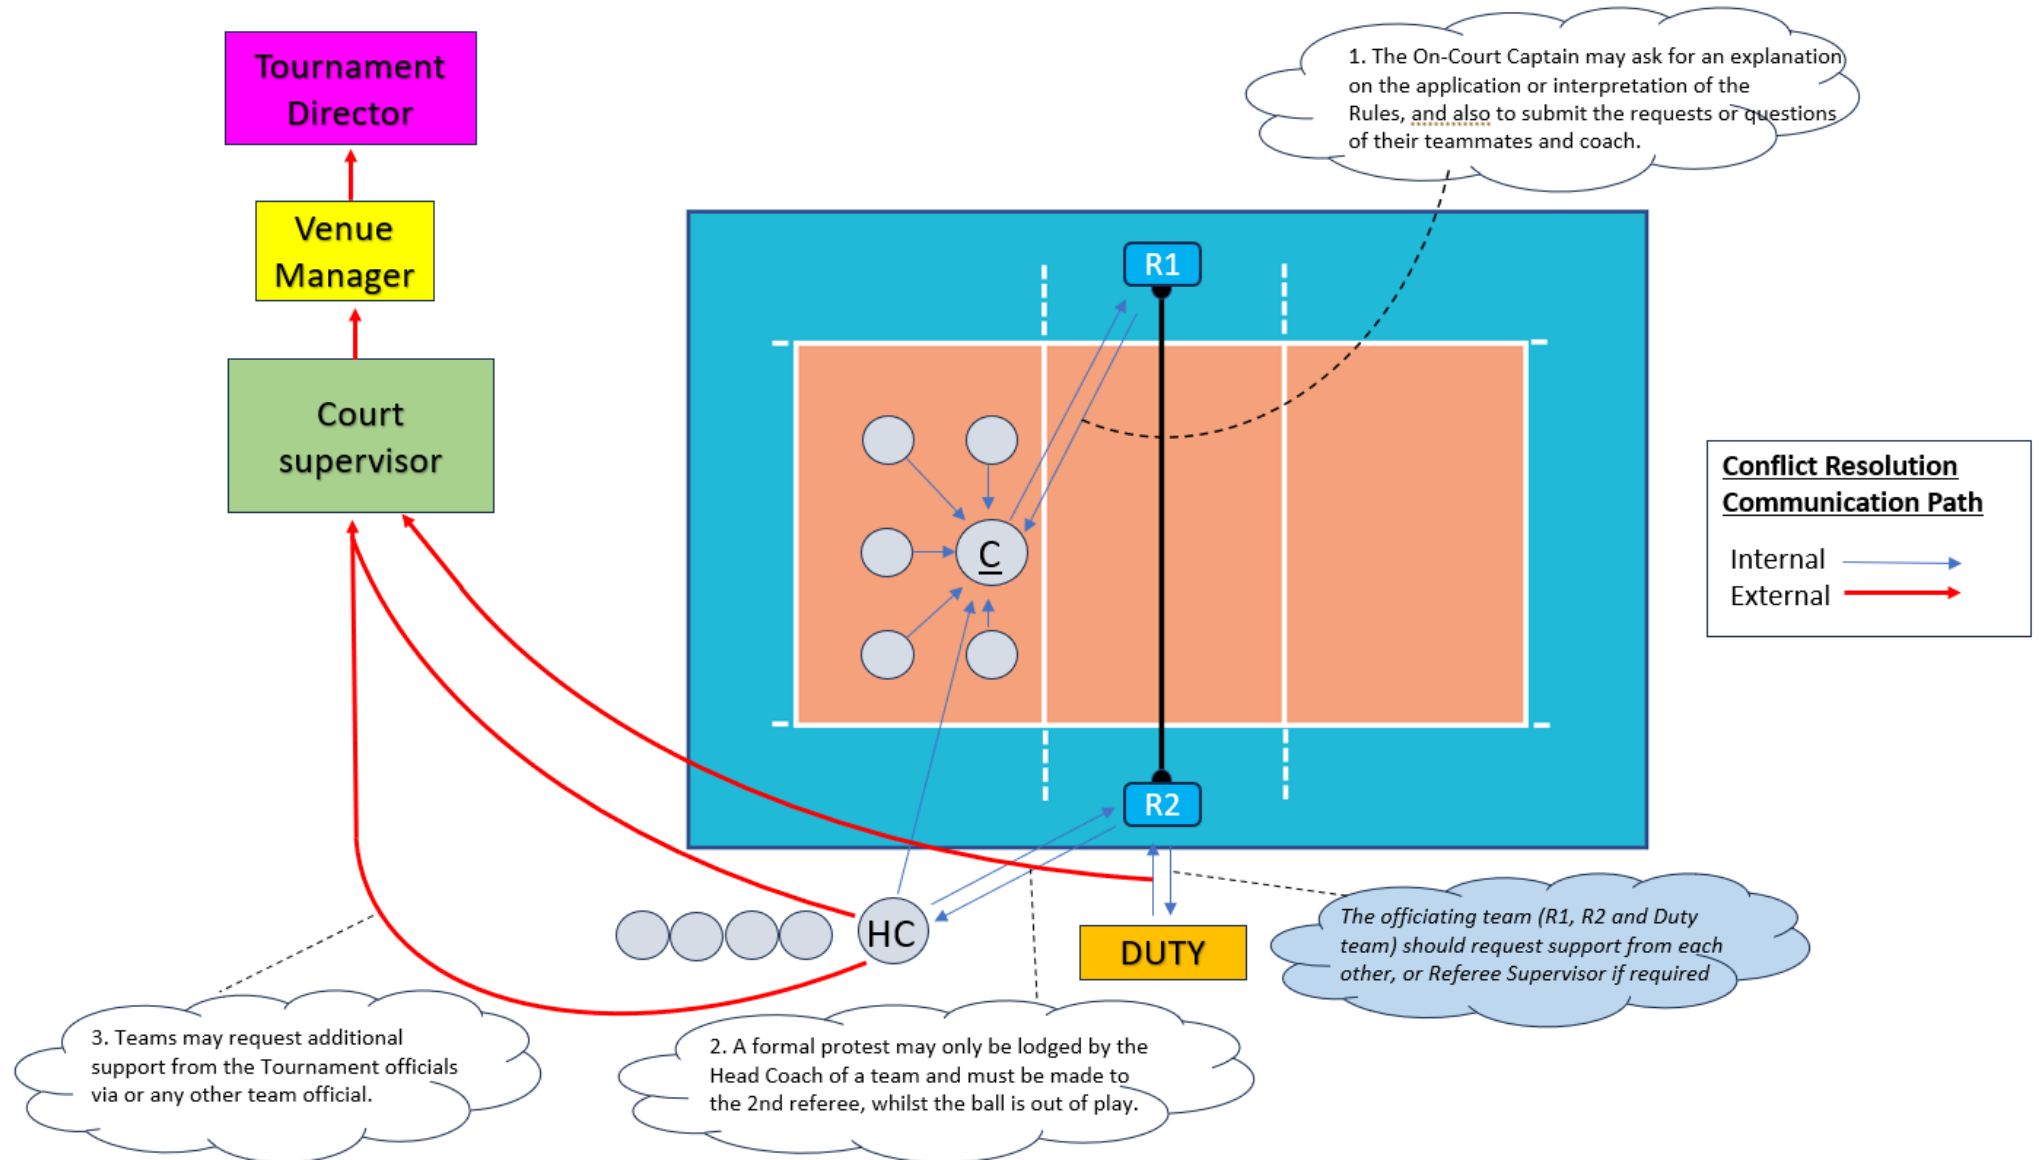 Tournament
Director
Venue
Manager
Court
supervisor
1. The On-Court Captain may ask for an explanation
on the application or interpretation of the
Rules, and also to submit the requests or questions
of their teammates and coach.
R1
C
R2
HC
DUTY
Conflict Resolution
Communication Path
Internal
External
The officiating team (R1, R2 and Duty
team) should request support from each
other, or Referee Supervisor if required
3. Teams may request additional
support from the Tournament officials
via or any other team official.
2. A formal protest may only be lodged by the
Head Coach of a team and must be made to
the 2nd referee, whilst the ball is out of play.